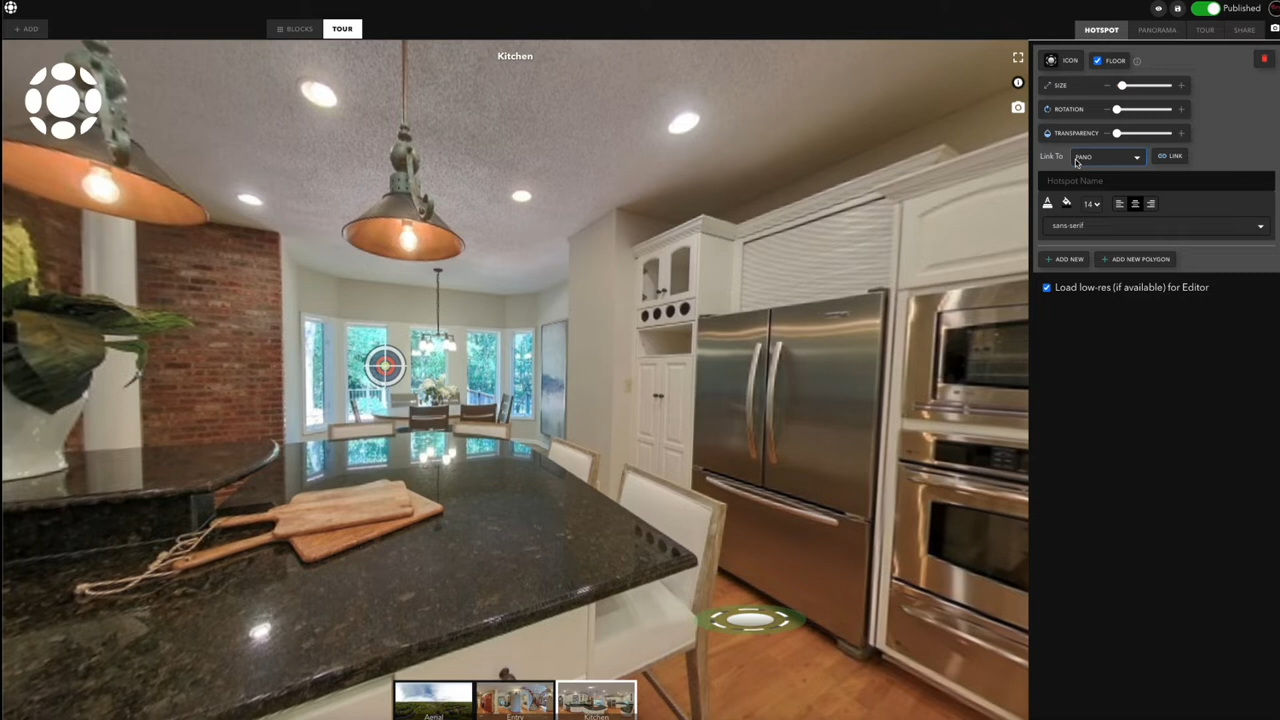 Published
+ ADD
BLOCKS
TOUR
HOTSPOT
PANORAMA
TOUR
SHARE
Kitchen
ICON
FLOOR
SIZE
ROTATION
TRANSPARENCY
Link To
PANO
LINK
Hotspot Name
14
sans-serif
+ ADD NEW
+ ADD NEW POLYGON
Load low-res (if available) for Editor
Aerial
Entry
Kitchen